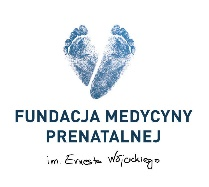 FUNDACJA MEDYCYNY
PRENATALNEJ
im. Ernesta Wójcickiego